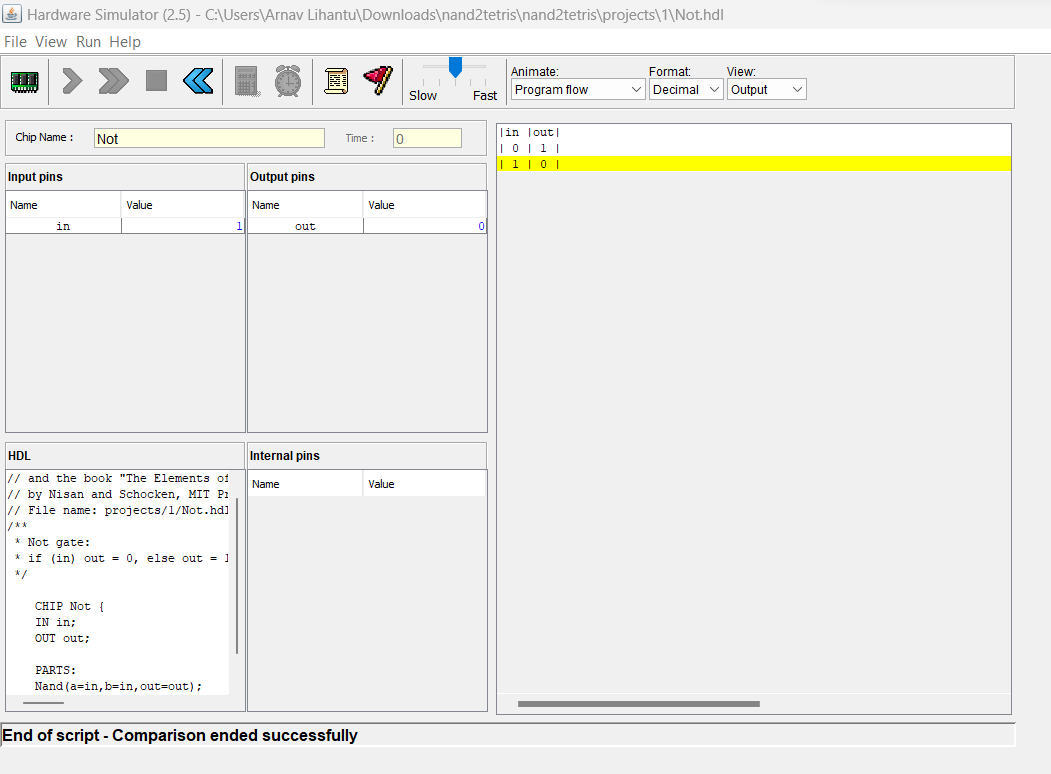 Hardware Simulator (2.5) - C:\Users\Arnav Lihantu\Downloads\nand2tetris\nand2tetris\projects\1\Not.hdl
File View Run Help
Slow Fast
Animate: Format: View:
Program flow Decimal Output
Chip Name : Not Time : 0
Input pins
Name Value
in 1
Output pins
Name Value
out 0
HDL
// and the book "The Elements of
// by Nisan and Schocken, MIT Pr
// File name: projects/1/Not.hdl
/**
* Not gate:
* if (in) out = 0, else out = 1
*/
CHIP Not {
IN in;
OUT out;
PARTS:
Nand(a=in,b=in,out=out);
Internal pins
Name Value
|in |out|
| 0 | 1 |
| 1 | 0 |
End of script - Comparison ended successfully